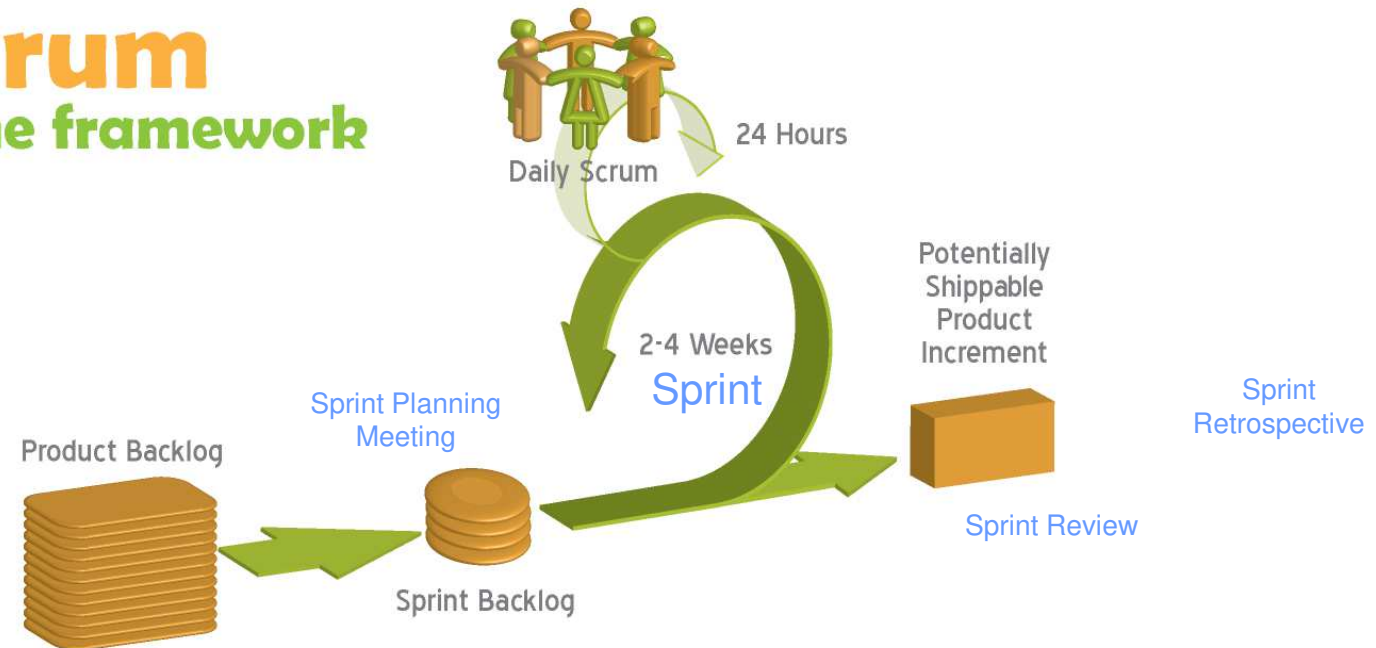 rum
e framework
Daily Scrum
24 Hours
Potentially
Shippable
Product
Increment
2-4 Weeks
Sprint
Sprint Planning
Meeting
Sprint
Retrospective
Product Backlog
Sprint Review
Sprint Backlog